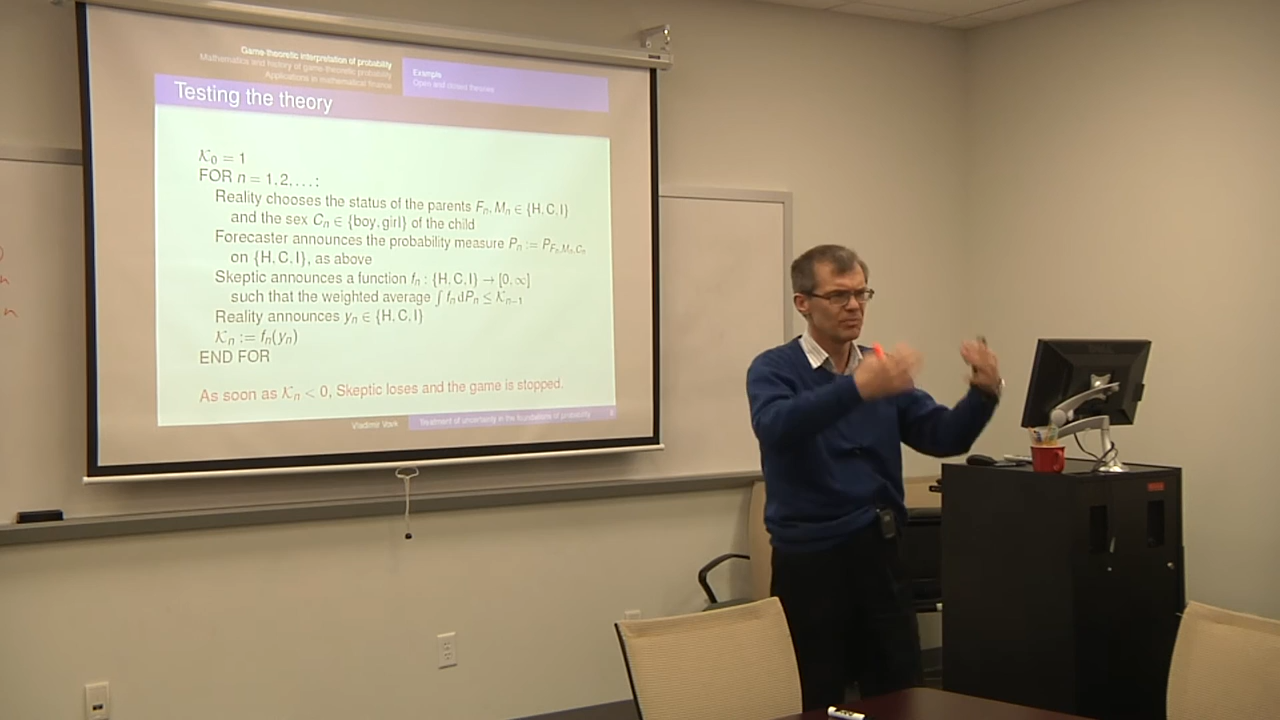 Game-theoretic interpretation of probability
Mathematics and history of game-theoretic probability
Applications in mathematical finance
Example
Open and closed theories
Testing the theory
𝒦₀ = 1
FOR n = 1, 2, . . . :
Reality chooses the status of the parents Fₙ, Mₙ ∈ {H, C, I}
and the sex Cₙ ∈ {boy, girl} of the child
Forecaster announces the probability measure Pₙ := P_{Fₙ,Mₙ,Cₙ}
on {H, C, I}, as above
Skeptic announces a function fₙ : {H, C, I} → [0, ∞]
such that the weighted average ∫ fₙdPₙ ≤ 𝒦ₙ₋₁
Reality announces yₙ ∈ {H, C, I}
𝒦ₙ := fₙ(yₙ)
END FOR
As soon as 𝒦ₙ < 0, Skeptic loses and the game is stopped.
Vladimir Vovk
Treatment of uncertainty in the foundations of probability
n
n